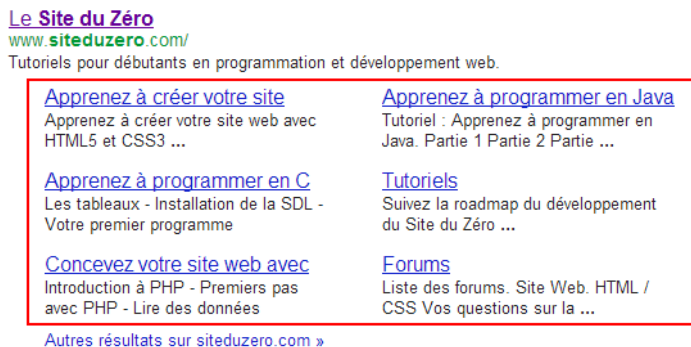 Le Site du Zéro
www.siteduzero.com/
Tutoriels pour débutants en programmation et développement web.
Apprenez à créer votre site
Apprenez à créer votre site web avec
HTML5 et CSS3 ...
Apprenez à programmer en Java
Tutoriel : Apprenez à programmer en
Java. Partie 1 Partie 2 Partie ...
Apprenez à programmer en C
Les tableaux - Installation de la SDL -
Votre premier programme
Tutoriels
Suivez la roadmap du développement
du Site du Zéro ...
Concevez votre site web avec
Introduction à PHP - Premiers pas
avec PHP - Lire des données
Forums
Liste des forums. Site Web. HTML /
CSS Vos questions sur la ...
Autres résultats sur siteduzero.com »